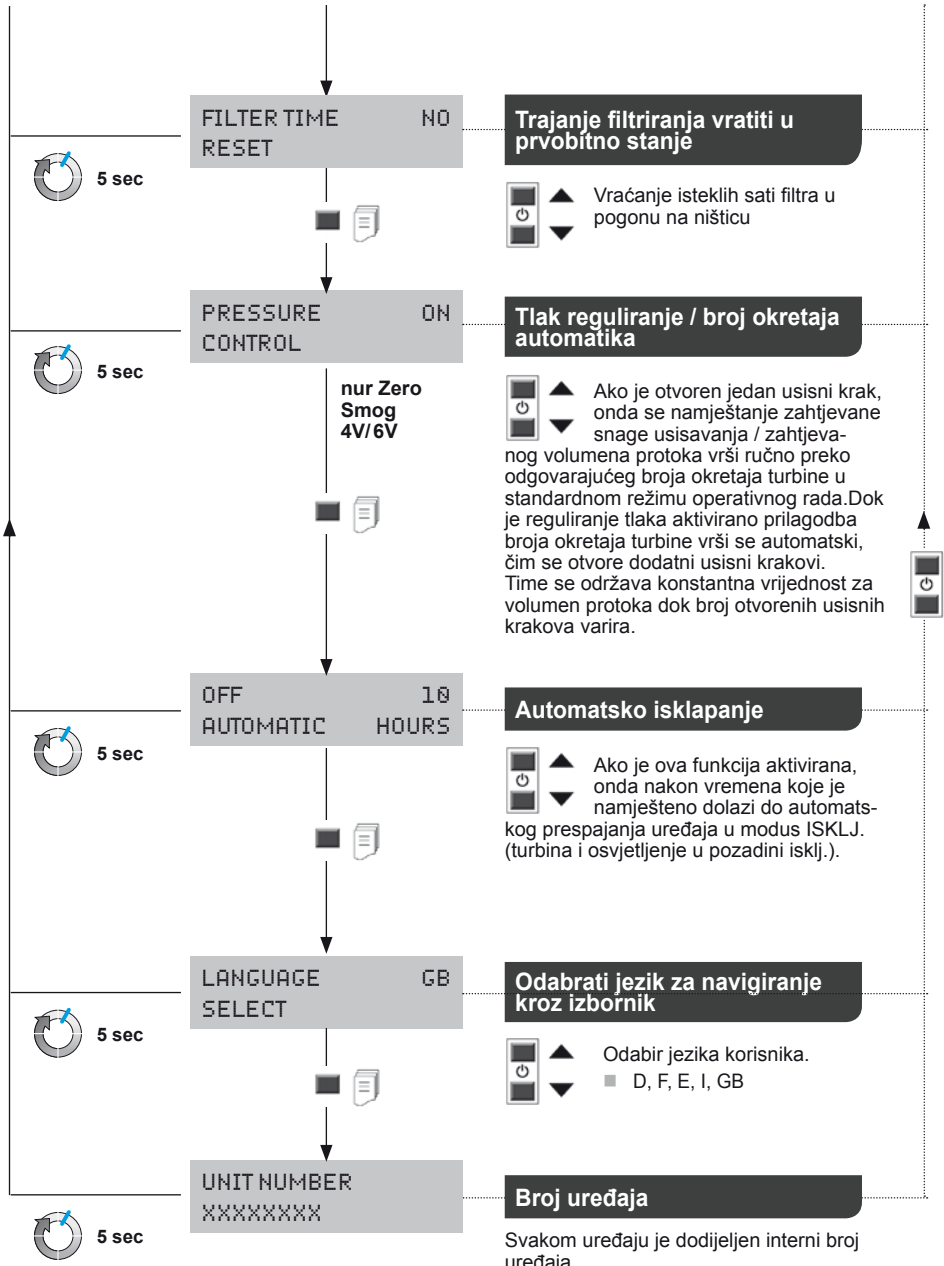 FILTER TIME NO
RESET
Trajanje filtriranja vratiti u
prvobitno stanje
5 sec
Vraćanje isteklih sati filtra u
pogonu na ništicu
PRESSURE ON
CONTROL
Tlak reguliranje / broj okretaja
automatika
5 sec
nur Zero
Smog
4V/6V
Ako je otvoren jedan usisni krak,
onda se namještanje zahtjevane
snage usisavanja / zahtjeva-
nog volumena protoka vrši ručno preko
odgovarajućeg broja okretaja turbine u
standardnom režimu operativnog rada.Dok
je reguliranje tlaka aktivirano prilagodba
broja okretaja turbine vrši se automatski,
čim se otvore dodatni usisni krakovi.
Time se održava konstantna vrijednost za
volumen protoka dok broj otvorenih usisnih
krakova varira.
OFF 10
AUTOMATIC HOURS
Automatsko isklapanje
5 sec
Ako je ova funkcija aktivirana,
onda nakon vremena koje je
namješteno dolazi do automats-
kog prespajanja uređaja u modus ISKLJ.
(turbina i osvjetljenje u pozadini isklj.).
LANGUAGE GB
SELECT
Odabrati jezik za navigiranje
kroz izbornik
5 sec
Odabir jezika korisnika.
D, F, E, I, GB
UNIT NUMBER
XXXXXXXX
Broj uređaja
5 sec
Svakom uređaju je dodijeljen interni broj
uređaja